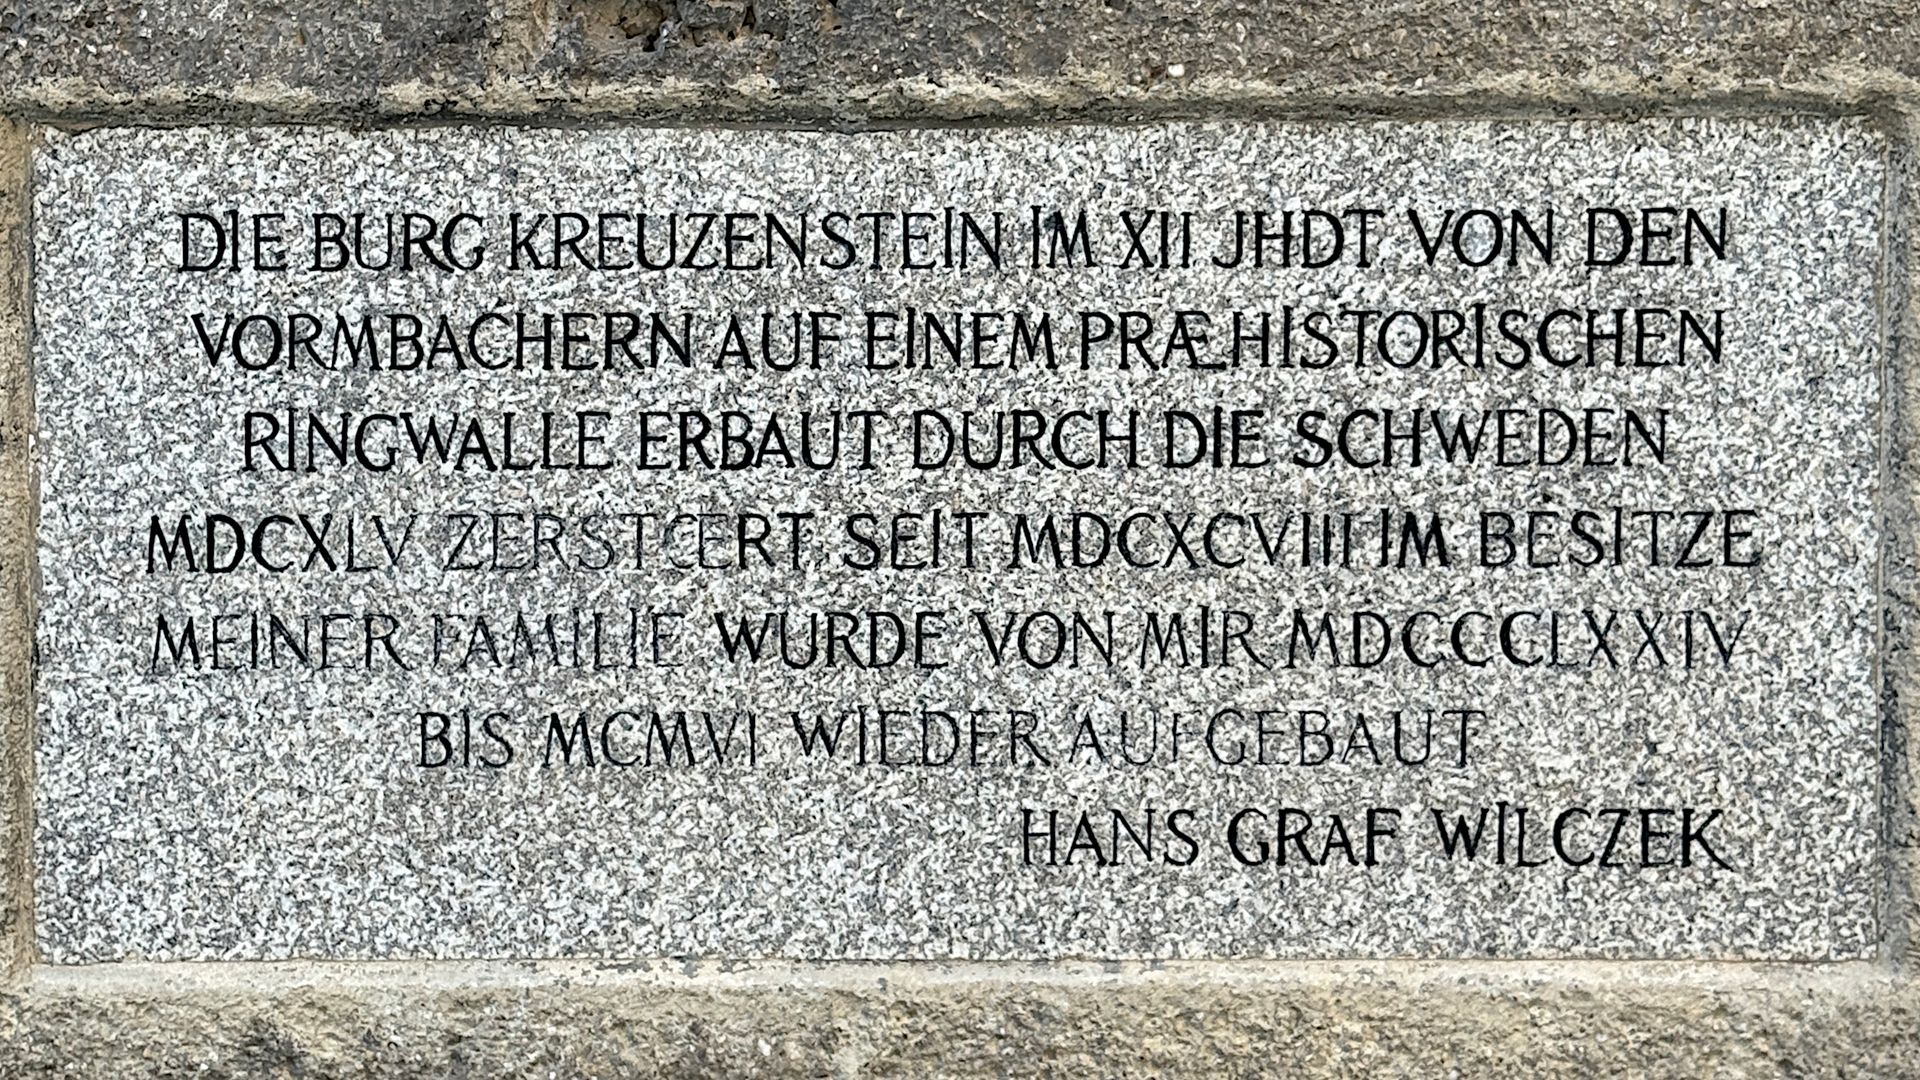 DIE BURG KREUZENSTEIN IM XII JHDT VON DEN
VORMBACHERN AUF EINEM PRÆHISTORISCHEN
RINGWALLE ERBAUT DURCH DIE SCHWEDEN
MDCXLV ZERSTŒRT SEIT MDCXCVIII IM BESITZE
MEINER FAMILIE WURDE VON MIR MDCCCLXXIV
BIS MCMVI WIEDER AUFGEBAUT
HANS GRAF WILCZEK